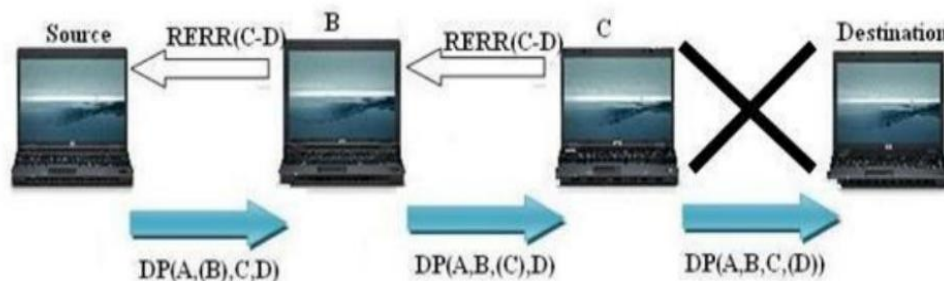 Source
RERR(C-D)
B
RERR(C-D)
C
Destination
DP(A,(B),C,D)
DP(A,B,(C),D)
DP(A,B,C,(D))